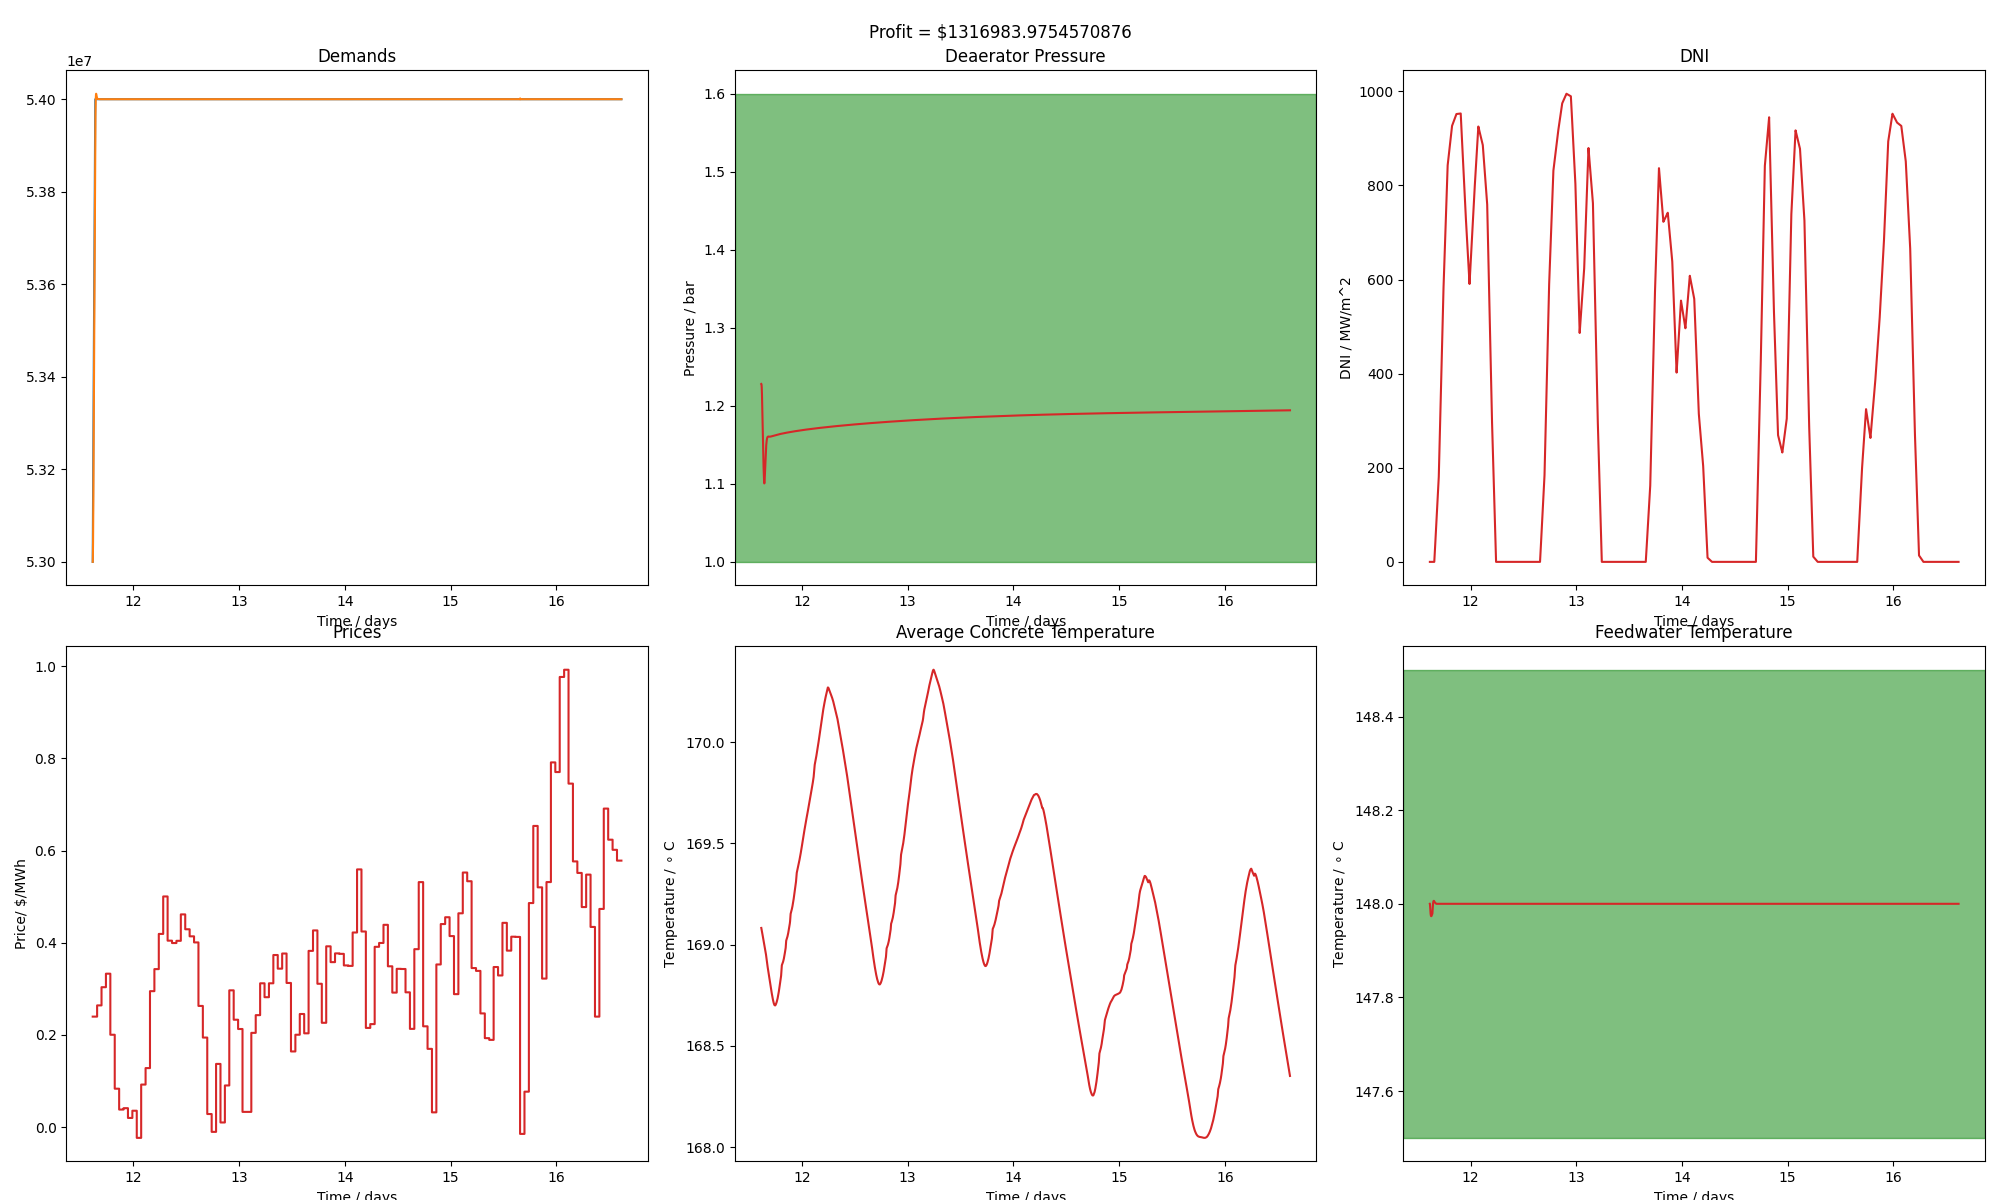 Profit = $1316983.9754570876
Demands
1e7
5.40
5.38
5.36
5.34
5.32
5.30
12 13 14 15 16
Time / days
Deaerator Pressure
Pressure / bar
1.6
1.5
1.4
1.3
1.2
1.1
1.0
12 13 14 15 16
Time / days
DNI
DNI / MW/m^2
1000
800
600
400
200
0
12 13 14 15 16
Time / days
Prices
Price/ $/MWh
1.0
0.8
0.6
0.4
0.2
0.0
12 13 14 15 16
Time / days
Average Concrete Temperature
Temperature / ∘ C
170.0
169.5
169.0
168.5
168.0
12 13 14 15 16
Time / days
Feedwater Temperature
Temperature / ∘ C
148.4
148.2
148.0
147.8
147.6
12 13 14 15 16
Time / days